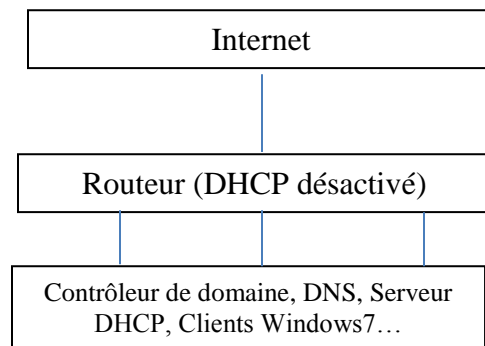 Internet
Routeur (DHCP désactivé)
Contrôleur de domaine, DNS, Serveur
DHCP, Clients Windows7…